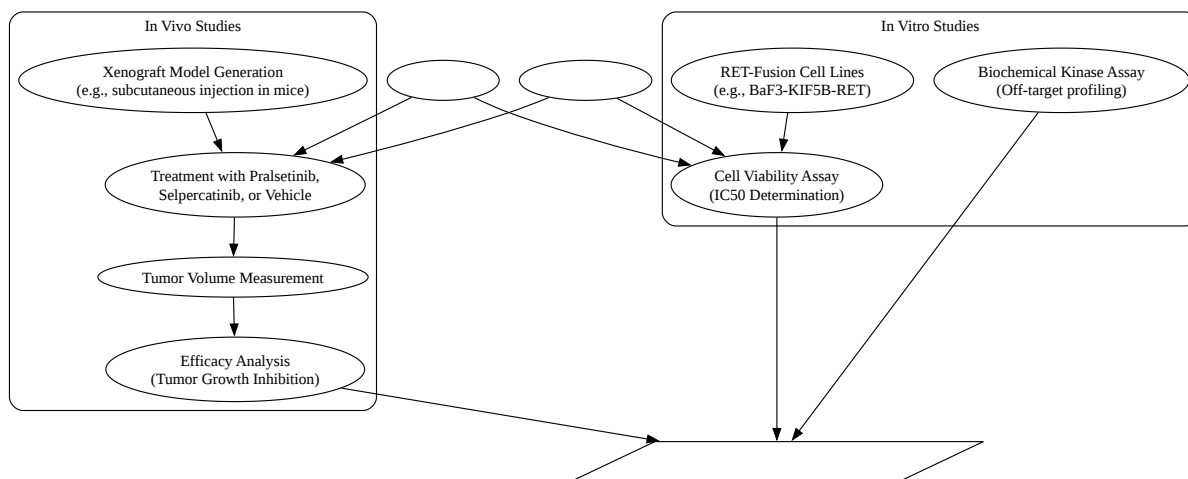 In Vivo Studies
Xenograft Model Generation
(e.g., subcutaneous injection in mice)
Treatment with Pralsetinib,
Selpercatinib, or Vehicle
Tumor Volume Measurement
Efficacy Analysis
(Tumor Growth Inhibition)
In Vitro Studies
RET-Fusion Cell Lines
(e.g., BaF3-KIF5B-RET)
Biochemical Kinase Assay
(Off-target profiling)
Cell Viability Assay
(IC50 Determination)